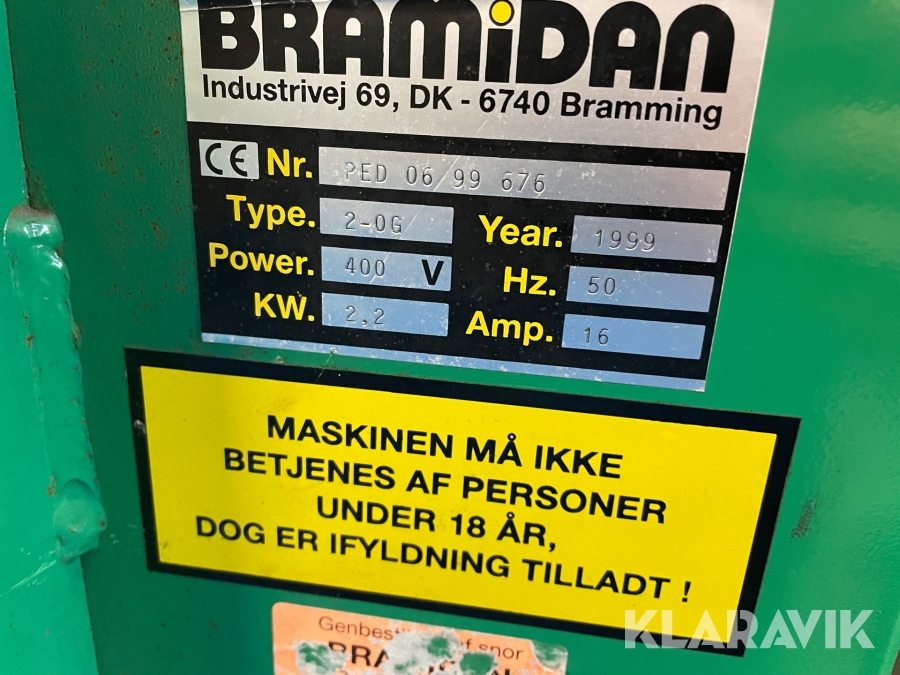 BRAMiDAN
Industrivej 69, DK - 6740 Bramming
CE Nr. PED 06 99 676
Type. 2-0G Year. 1999
Power. 400 V Hz. 50
KW. 2,2 Amp. 16
MASKINEN MÅ IKKE
BETJENES AF PERSONER
UNDER 18 ÅR,
DOG ER IFYLDNING TILLADT !
snor
KLARAVIK